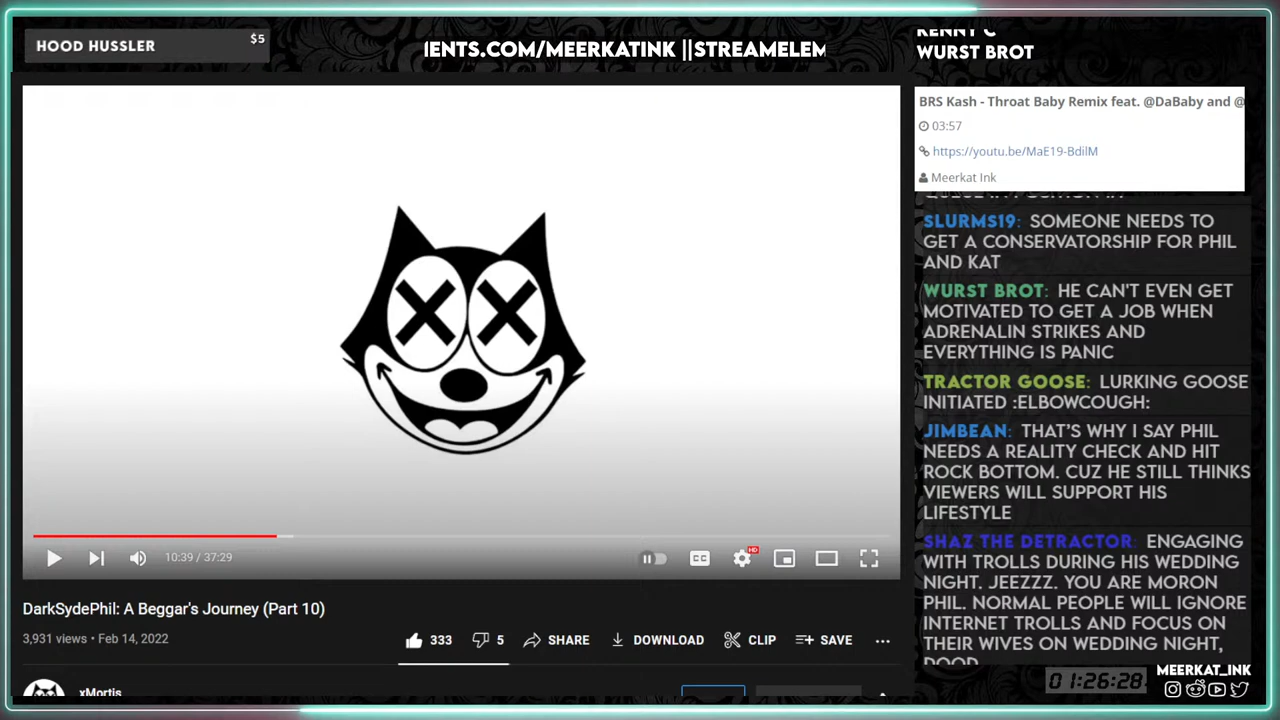 HOOD HUSSLER
$5
ENTS.COM/MEERKATINK ||STREAMELEM
KENNY C
WURST BROT
BRS Kash - Throat Baby Remix feat. @DaBaby and @
03:57
https://youtu.be/MaE19-BdilM
Meerkat Ink
SLURMS19: SOMEONE NEEDS TO
GET A CONSERVATORSHIP FOR PHIL
AND KAT
WURST BROT: HE CAN'T EVEN GET
MOTIVATED TO GET A JOB WHEN
ADRENALIN STRIKES AND
EVERYTHING IS PANIC
TRACTOR GOOSE: LURKING GOOSE
INITIATED :ELBOWCOUGH:
JIMBEAN: THAT'S WHY I SAY PHIL
NEEDS A REALITY CHECK AND HIT
ROCK BOTTOM. CUZ HE STILL THINKS
VIEWERS WILL SUPPORT HIS
LIFESTYLE
SHAZ THE DETRACTOR: ENGAGING
WITH TROLLS DURING HIS WEDDING
NIGHT. JEEZZZ. YOU ARE MORON
PHIL. NORMAL PEOPLE WILL IGNORE
INTERNET TROLLS AND FOCUS ON
THEIR WIVES ON WEDDING NIGHT,
DOOD
10:39 / 37:29
CC
HD
DarkSydePhil: A Beggar's Journey (Part 10)
3,931 views • Feb 14, 2022
333
5
SHARE
DOWNLOAD
CLIP
SAVE
xMortis
01:26:28
MEERKAT_INK